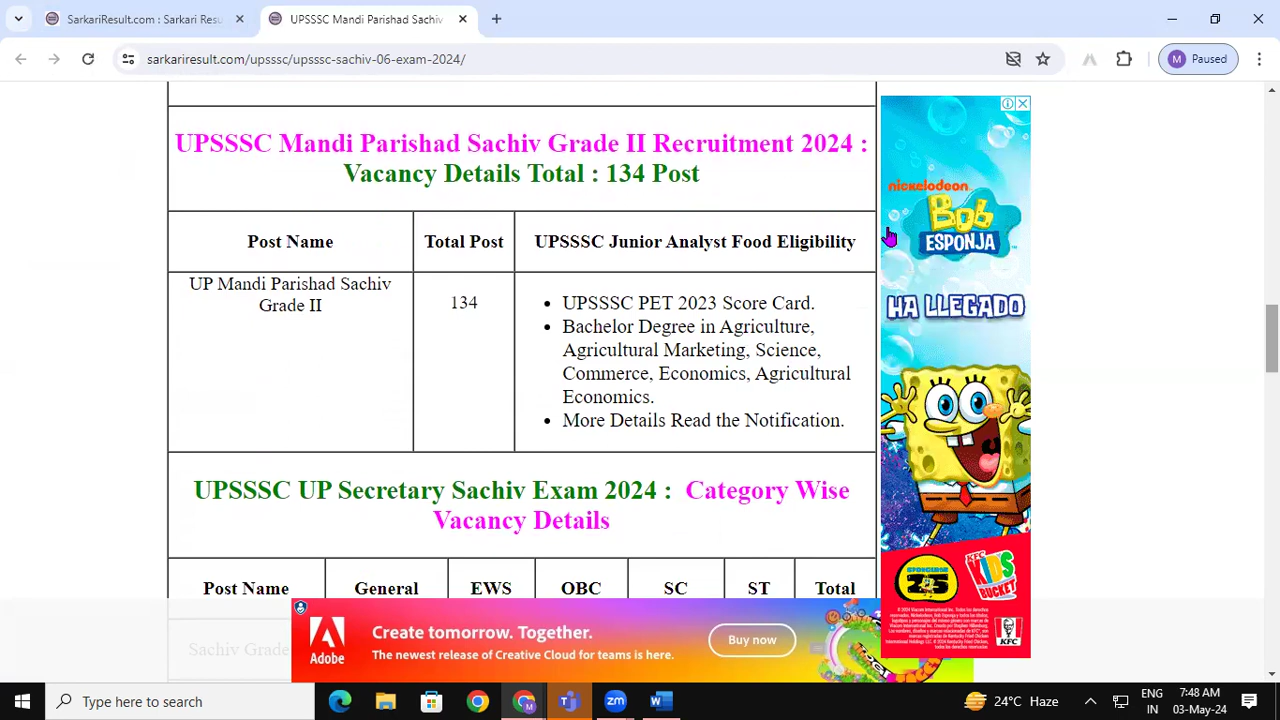 SarkariResult.com : Sarkari Resu
UPSSSC Mandi Parishad Sachiv
sarkariresult.com/upsssc/upsssc-sachiv-06-exam-2024/
M Paused
UPSSSC Mandi Parishad Sachiv Grade II Recruitment 2024 :
Vacancy Details Total : 134 Post
Post Name
Total Post
UPSSSC Junior Analyst Food Eligibility
UP Mandi Parishad Sachiv
Grade II
134
• UPSSSC PET 2023 Score Card.
• Bachelor Degree in Agriculture,
Agricultural Marketing, Science,
Commerce, Economics, Agricultural
Economics.
• More Details Read the Notification.
UPSSSC UP Secretary Sachiv Exam 2024 : Category Wise
Vacancy Details
Post Name
General
EWS
OBC
SC
ST
Total
nickelodeon
Bob
ESPONJA
HA LLEGADO
KFC
KIDS
BUCKET
KFC
Adobe
Create tomorrow. Together.
The newest release of Creative Cloud for teams is here.
Buy now
Type here to search
24°C Haze
ENG
IN
7:48 AM
03-May-24